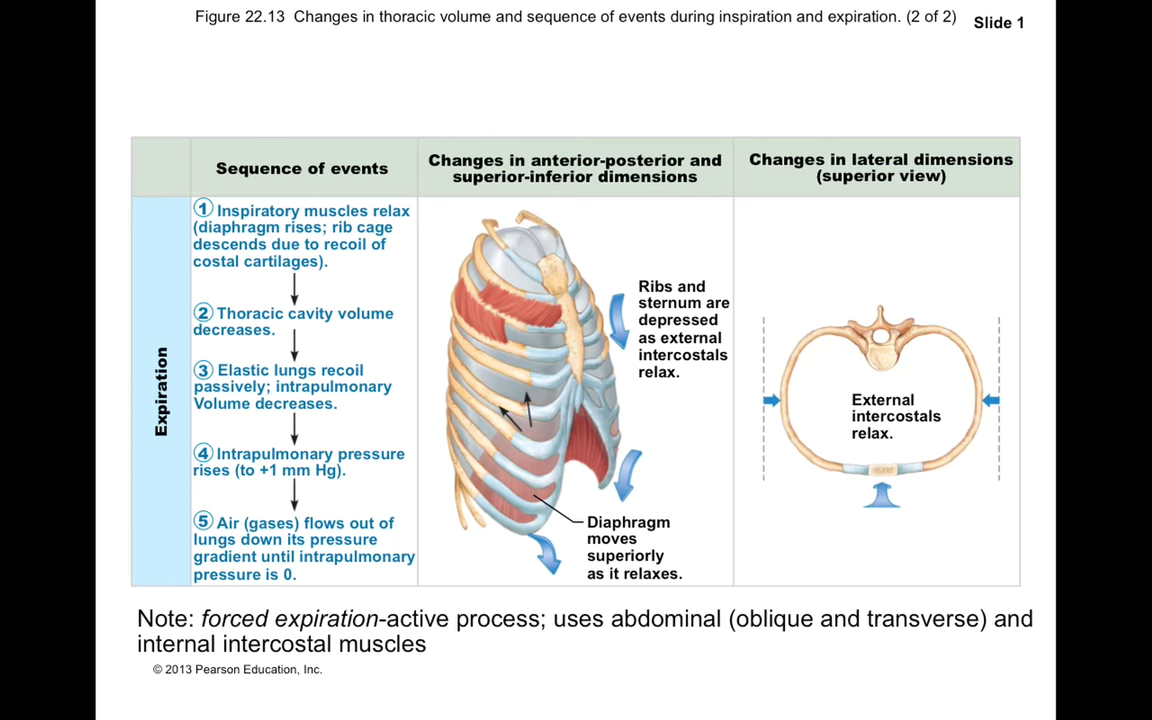 Figure 22.13 Changes in thoracic volume and sequence of events during inspiration and expiration. (2 of 2)
Slide 1
Sequence of events
Changes in anterior-posterior and
superior-inferior dimensions
Changes in lateral dimensions
(superior view)
Expiration
① Inspiratory muscles relax
(diaphragm rises; rib cage
descends due to recoil of
costal cartilages).
② Thoracic cavity volume
decreases.
③ Elastic lungs recoil
passively; intrapulmonary
Volume decreases.
④ Intrapulmonary pressure
rises (to +1 mm Hg).
⑤ Air (gases) flows out of
lungs down its pressure
gradient until intrapulmonary
pressure is 0.
Ribs and
sternum are
depressed
as external
intercostals
relax.
Diaphragm
moves
superiorly
as it relaxes.
External
intercostals
relax.
Note: forced expiration-active process; uses abdominal (oblique and transverse) and
internal intercostal muscles
© 2013 Pearson Education, Inc.